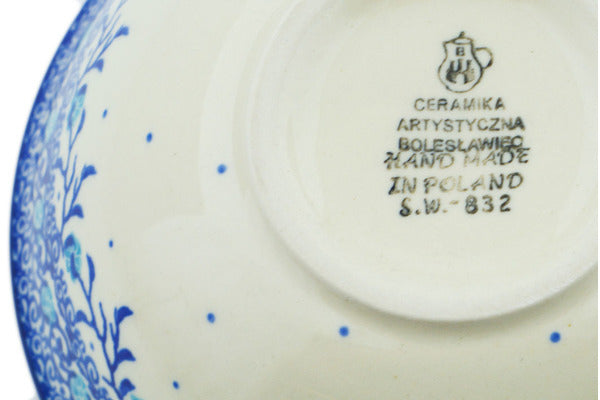 B
CERAMIKA
ARTYSTYCZNA
BOLESŁAWIEC
HAND MADE
IN POLAND
S.W.-832